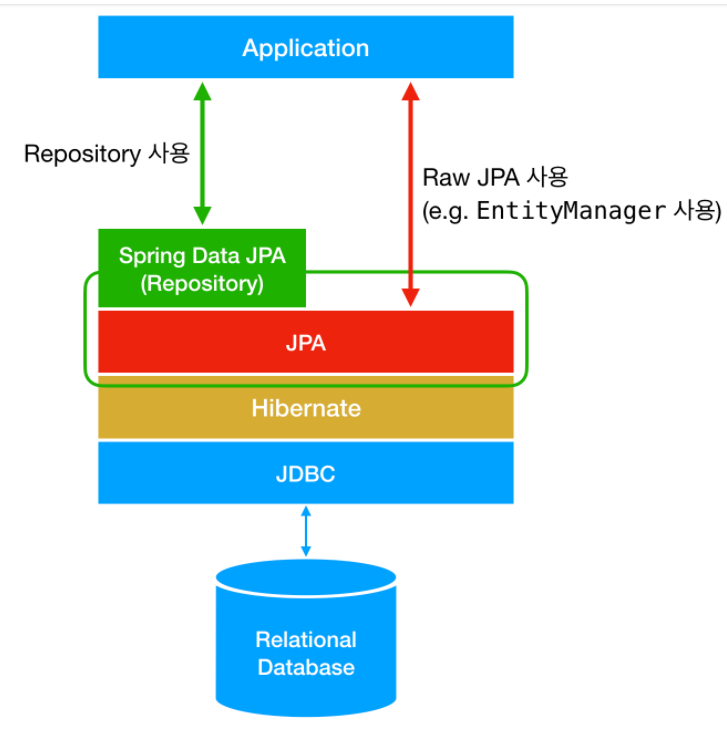 Application
Repository 사용
Raw JPA 사용
(e.g. EntityManager 사용)
Spring Data JPA
(Repository)
JPA
Hibernate
JDBC
Relational
Database